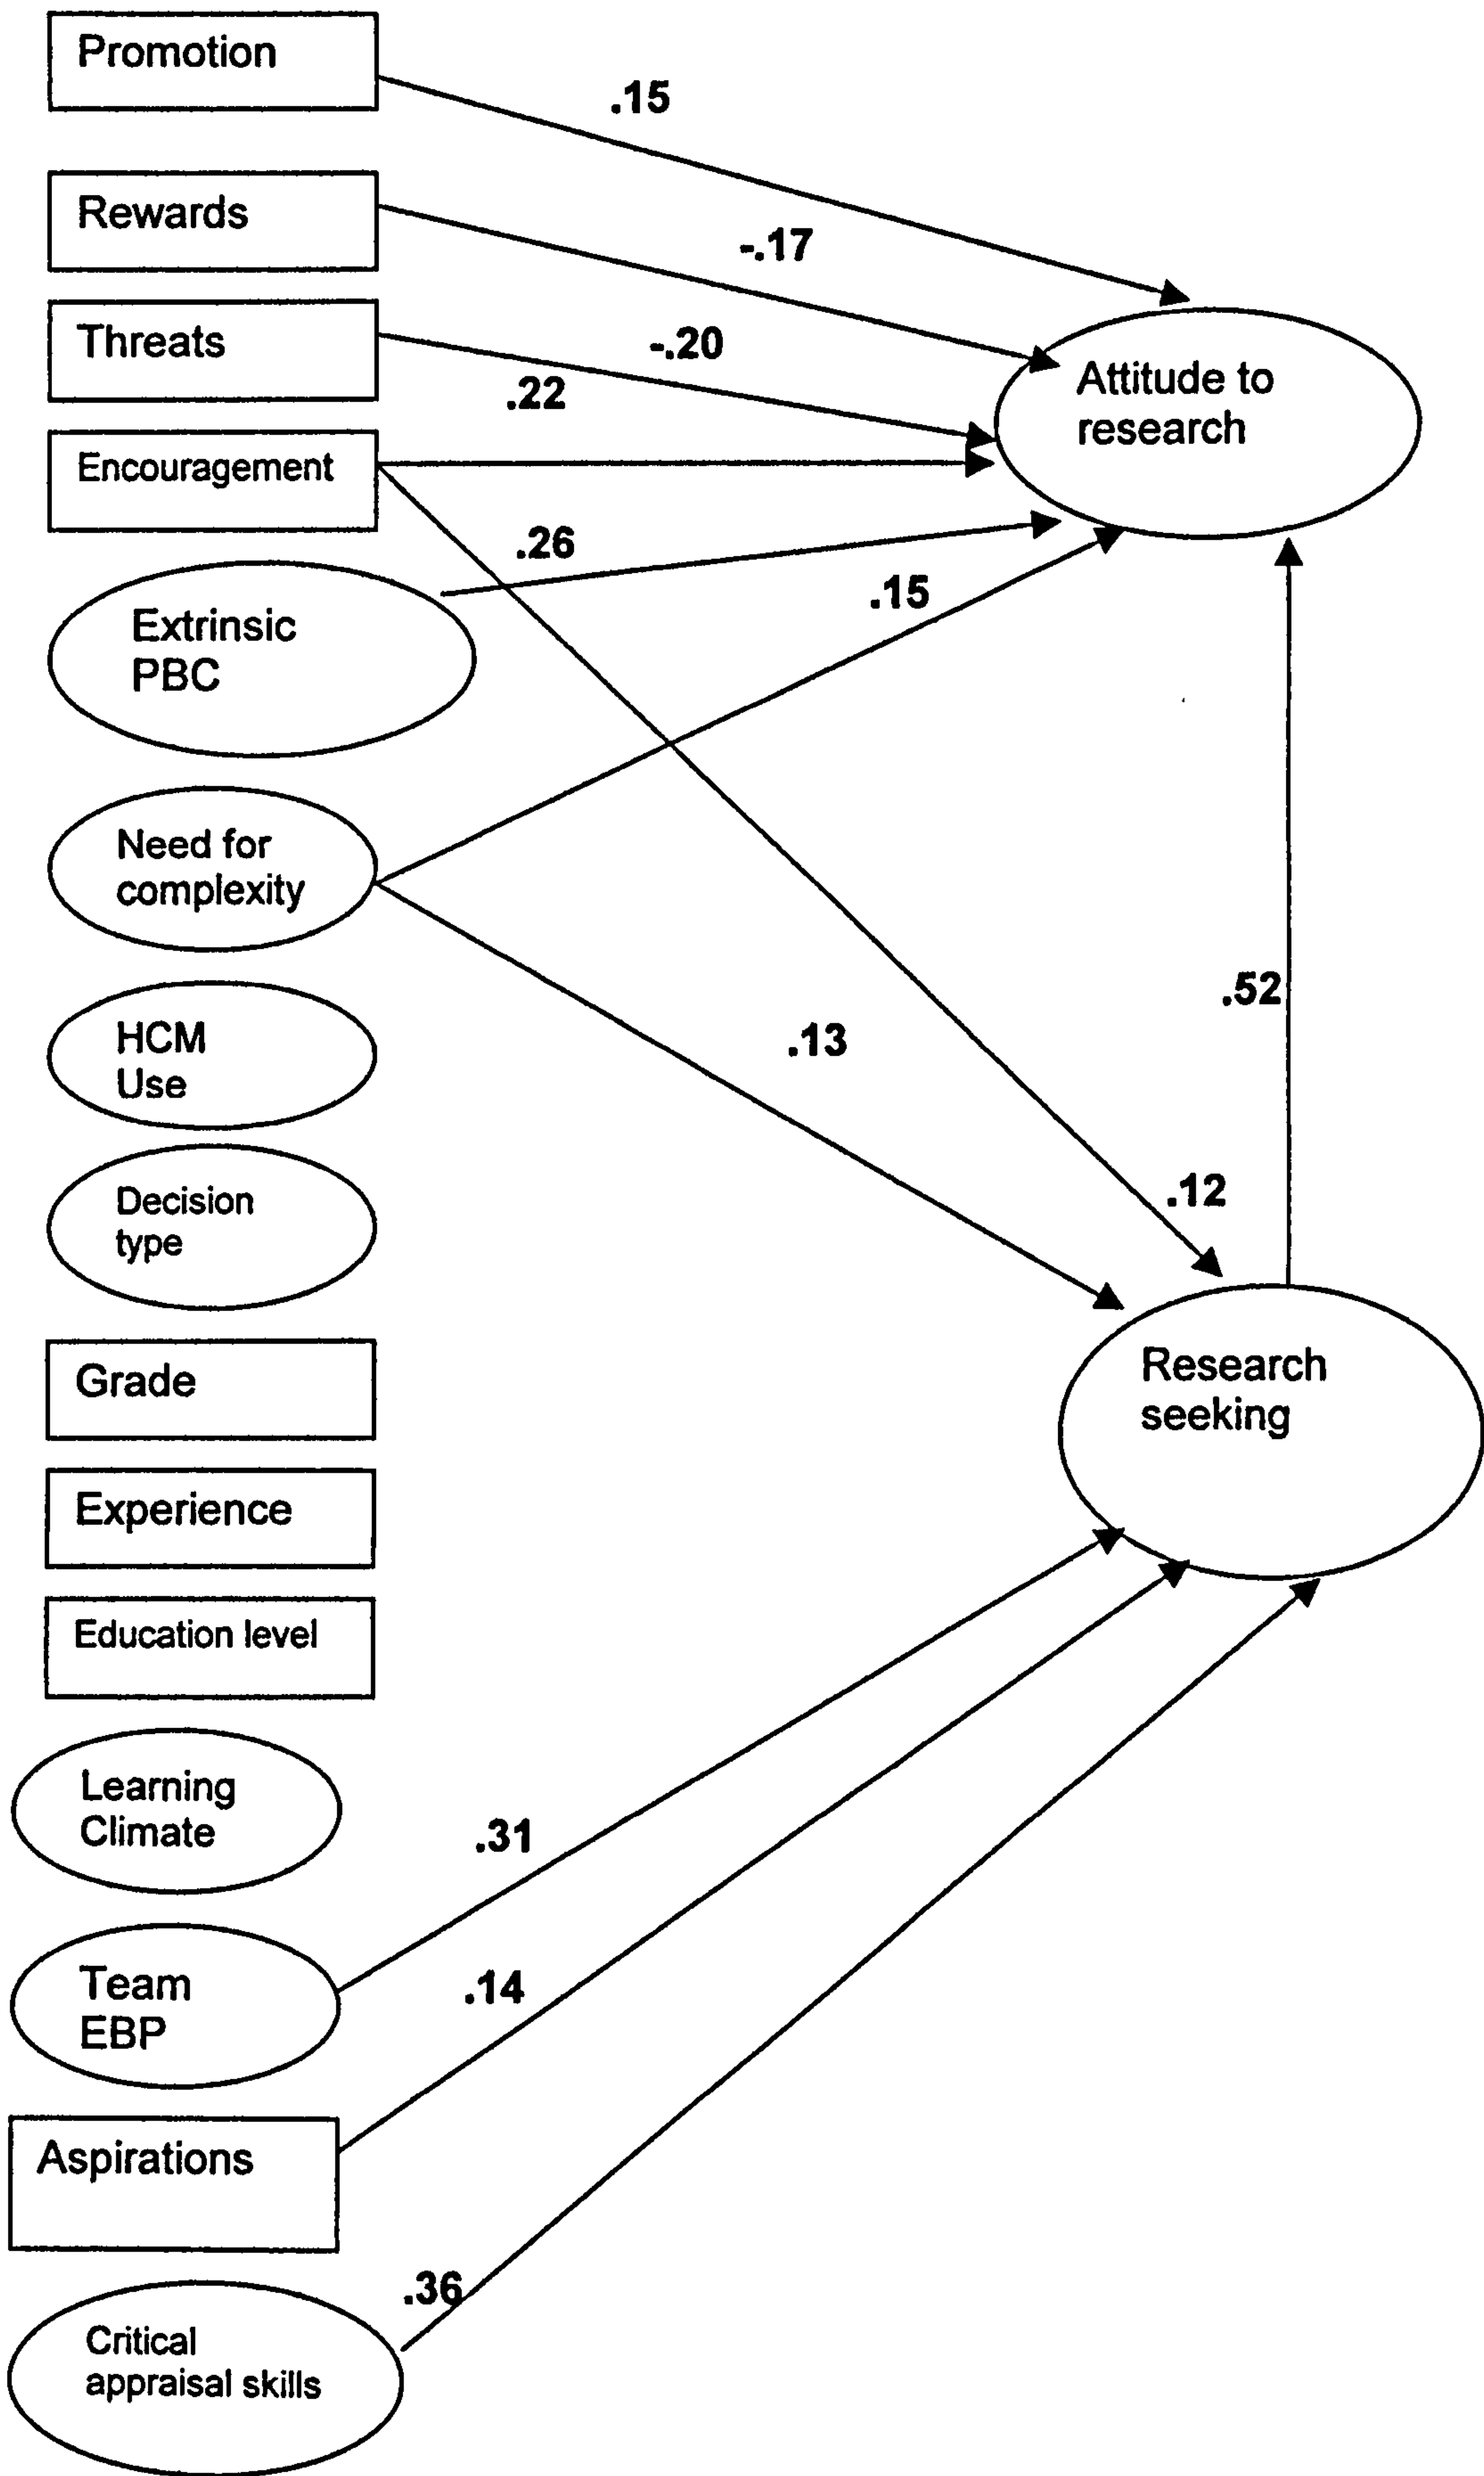 Promotion
.15
Rewards
-.17
Threats
-.20
.22
Encouragement
Attitude to
research
.26
.15
Extrinsic
PBC
Need for
complexity
.52
HCM
Use
.13
Decision
type
.12
Grade
Research
seeking
Experience
Education level
Learning
Climate
.31
Team
EBP
.14
Aspirations
.36
Critical
appraisal skills